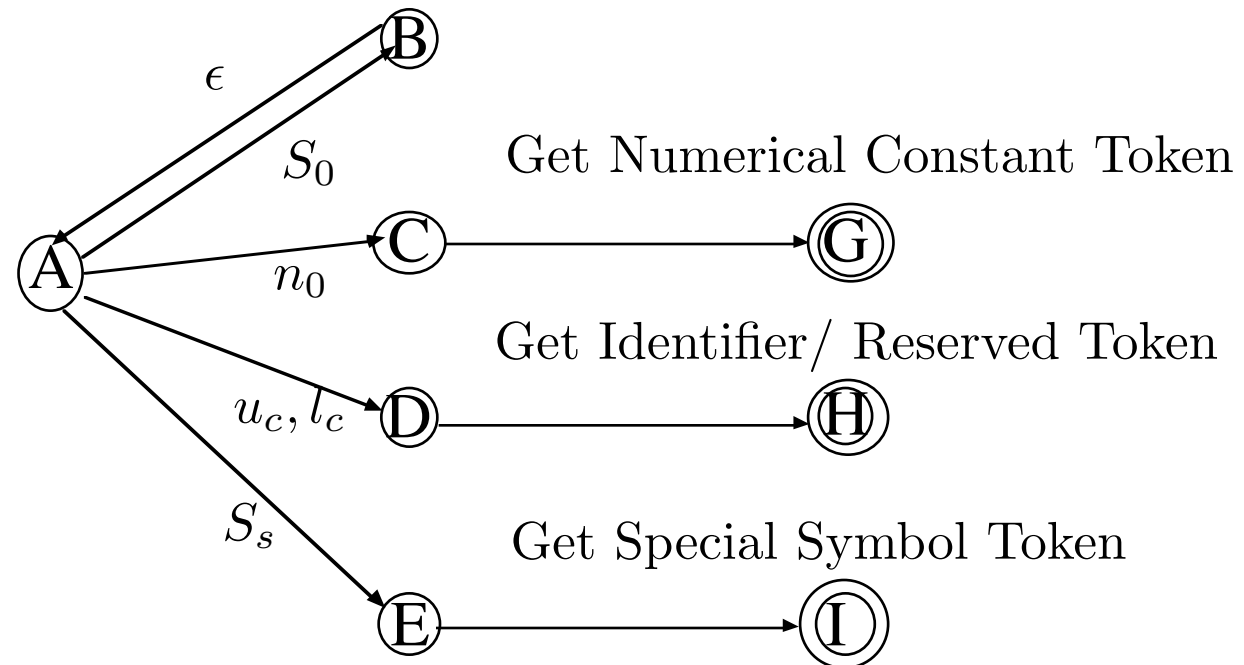 B
ϵ
S₀
Get Numerical Constant Token
A
C
G
n₀
Get Identifier/ Reserved Token
u_c, l_c
D
H
S_s
Get Special Symbol Token
E
I